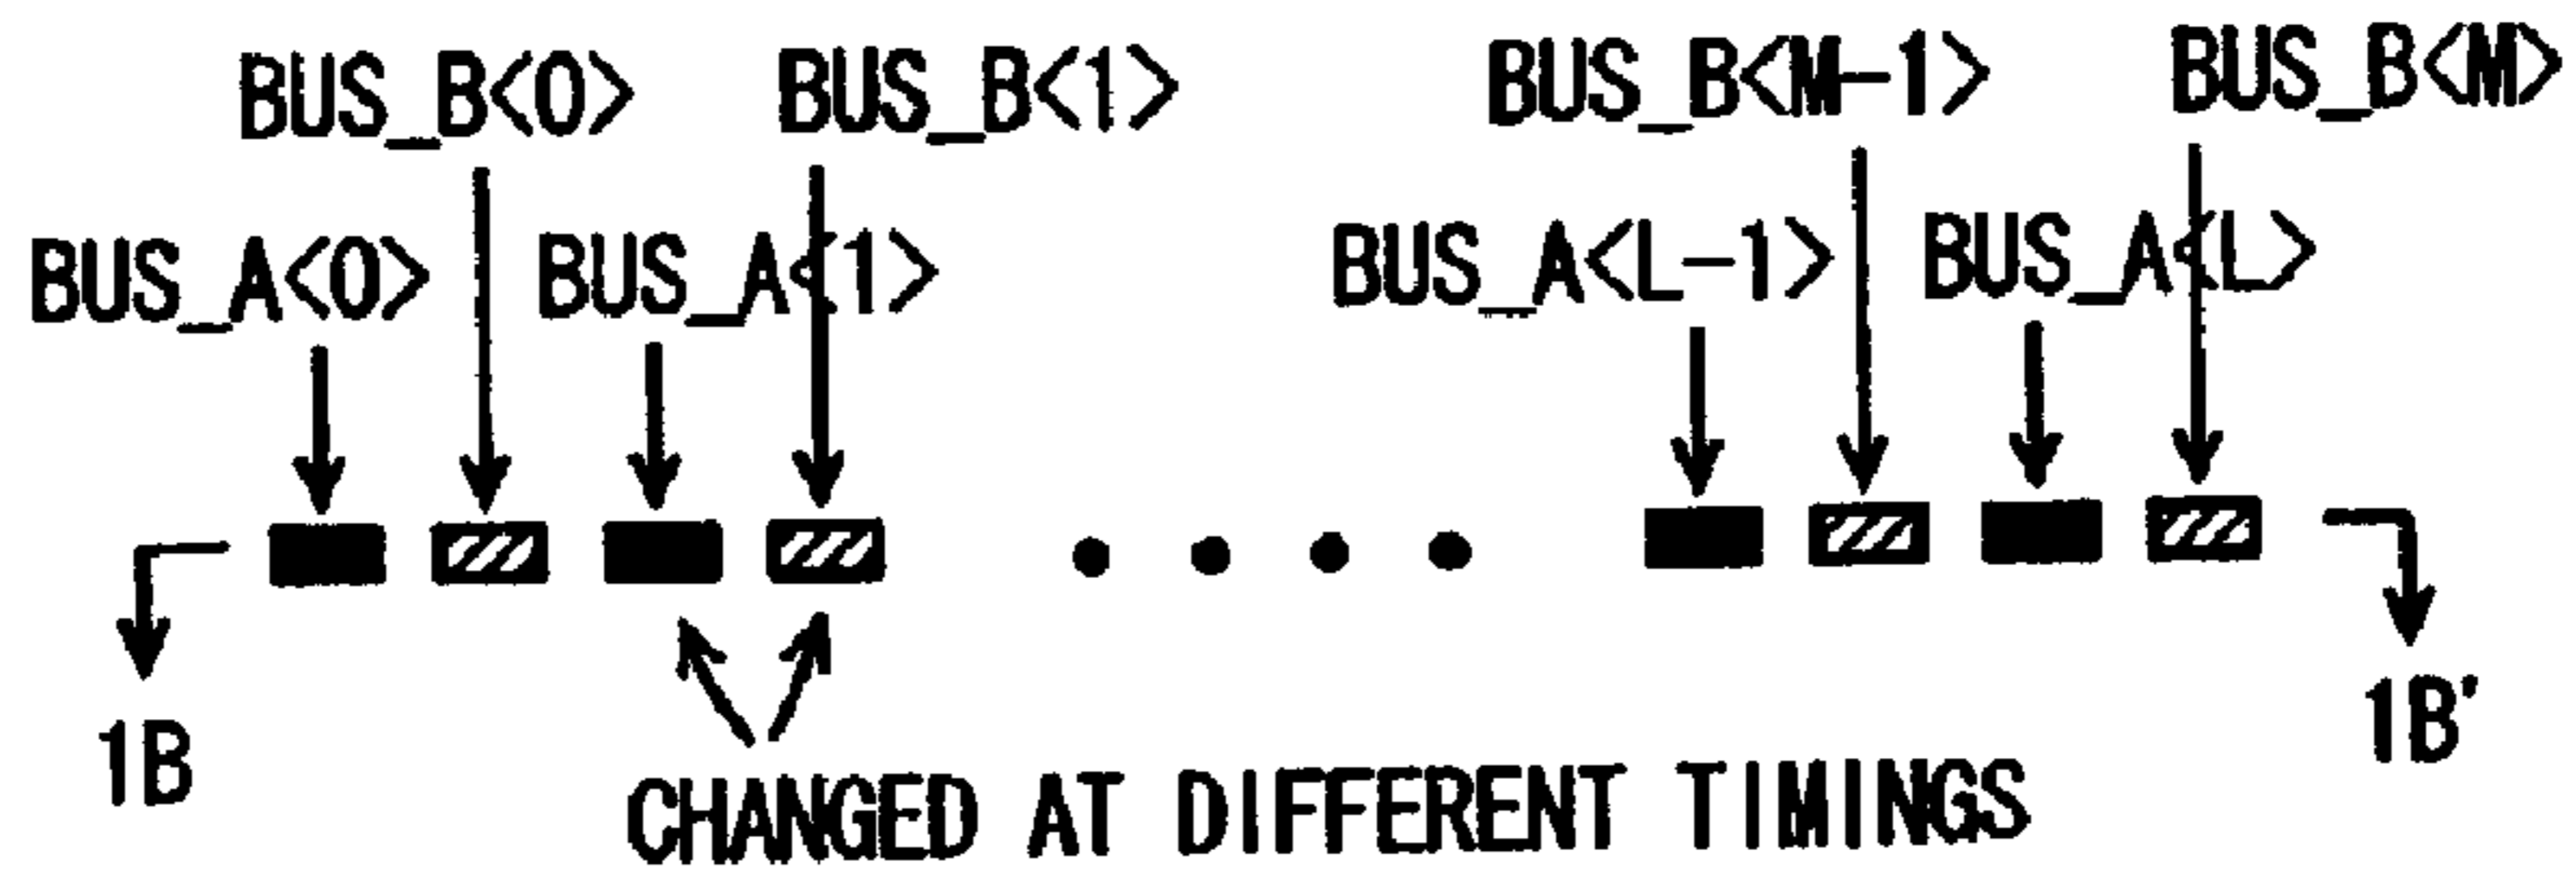 BUS_B<0> BUS_B<1> BUS_B<M-1> BUS_B<M>
BUS_A<0> BUS_A<1> BUS_A<L-1> BUS_A<L>
1B 1B'
CHANGED AT DIFFERENT TIMINGS